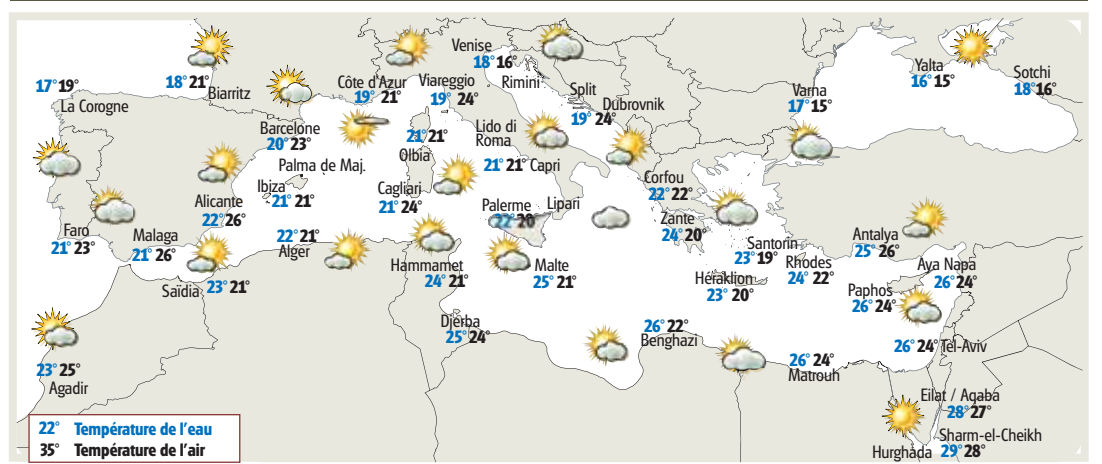 Venise
18° 16°
Rimini
Yalta
16° 15°
Sotchi
18° 16°
17° 19°
La Corogne
18° 21°
Biarritz
Côte d'Azur
19° 21°
Viareggio
19° 24°
Split
Dubrovnik
19° 24°
Varna
17° 15°
Barcelone
20° 23°
21° 21°
Olbia
Lido di
Roma
21° 21° Capri
Palma de Maj.
Ibiza
21° 21°
Cagliari
21° 24°
Corfou
22° 22°
Alicante
22° 26°
Palerme
22° 20°
Lipari
Zante
24° 20°
Faro
21° 23°
Malaga
21° 26°
22° 21°
Alger
Santorin
23° 19°
Rhodes
24° 22°
Antalya
25° 26°
Hammamet
24° 21°
Malte
25° 21°
Héraklion
23° 20°
Aya Napa
26° 24°
Saïdia
23° 21°
Paphos
26° 24°
Djerba
25° 24°
26° 22°
Benghazi
26° 24° Tel-Aviv
23° 25°
Agadir
26° 24°
Matrouh
Eilat / Aqaba
28° 27°
Sharm-el-Cheikh
Hurghada 29° 28°
22° Température de l'eau
35° Température de l'air